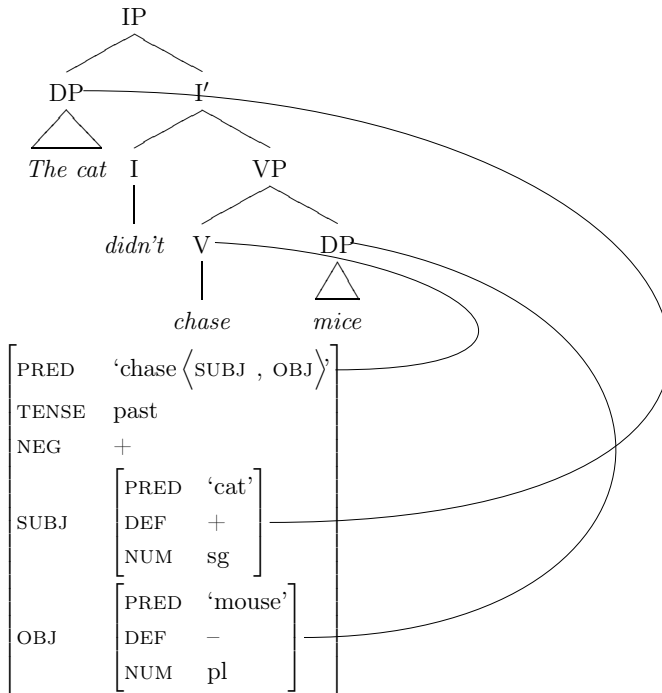 IP
DP I′
The cat I VP
didn't V DP
chase mice
PRED ‘chase⟨SUBJ , OBJ⟩’
TENSE past
NEG +
PRED ‘cat’
SUBJ DEF +
NUM sg
PRED ‘mouse’
OBJ DEF –
NUM pl